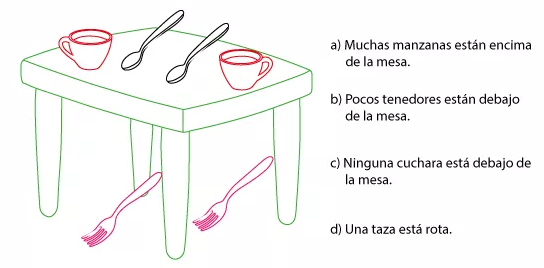 a) Muchas manzanas están encima
de la mesa.
b) Pocos tenedores están debajo
de la mesa.
c) Ninguna cuchara está debajo de
la mesa.
d) Una taza está rota.